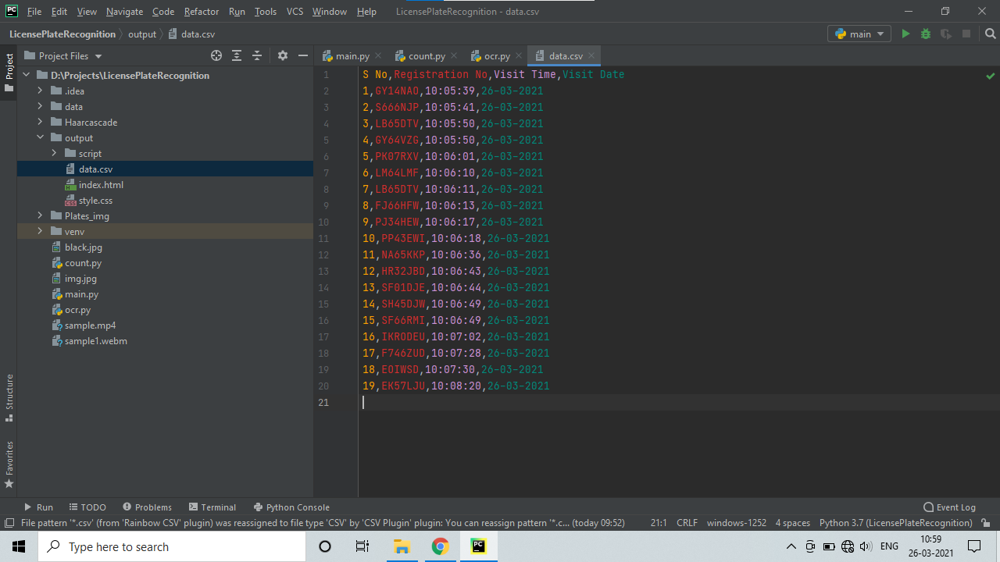 PC File Edit View Navigate Code Refactor Run Tools VCS Window Help LicensePlateRecognition - data.csv
LicensePlateRecognition output data.csv main
Project
Project Files
D:\Projects\LicensePlateRecognition
.idea
data
Haarcascade
output
script
data.csv
index.html
style.css
Plates_img
venv
black.jpg
count.py
img.jpg
main.py
ocr.py
sample.mp4
sample1.webm
Structure
Favorites
main.py count.py ocr.py data.csv
1 S No,Registration No,Visit Time,Visit Date
2 1,GY14NAO,10:05:39,26-03-2021
3 2,S666NJP,10:05:41,26-03-2021
4 3,LB65DTV,10:05:50,26-03-2021
5 4,GY64VZG,10:05:50,26-03-2021
6 5,PK07RXV,10:06:01,26-03-2021
7 6,LM64LMF,10:06:10,26-03-2021
8 7,LB65DTV,10:06:11,26-03-2021
9 8,FJ66HFW,10:06:13,26-03-2021
10 9,PJ34HEW,10:06:17,26-03-2021
11 10,PP43EWI,10:06:18,26-03-2021
12 11,NA65KKP,10:06:36,26-03-2021
13 12,HR32JBD,10:06:43,26-03-2021
14 13,SF01DJE,10:06:44,26-03-2021
15 14,SH45DJW,10:06:49,26-03-2021
16 15,SF66RMI,10:06:49,26-03-2021
17 16,IKRODEU,10:07:02,26-03-2021
18 17,F746ZUD,10:07:28,26-03-2021
19 18,EOIWSD,10:07:30,26-03-2021
20 19,EK57LJU,10:08:20,26-03-2021
21
Run TODO Problems Terminal Python Console Event Log
File pattern '*.csv' (from 'Rainbow CSV' plugin) was reassigned to file type 'CSV' by 'CSV Plugin' plugin: You can reassign pattern '*.c... (today 09:52) 21:1 CRLF windows-1252 4 spaces Python 3.7 (LicensePlateRecognition)
Type here to search PC ENG 10:59
26-03-2021